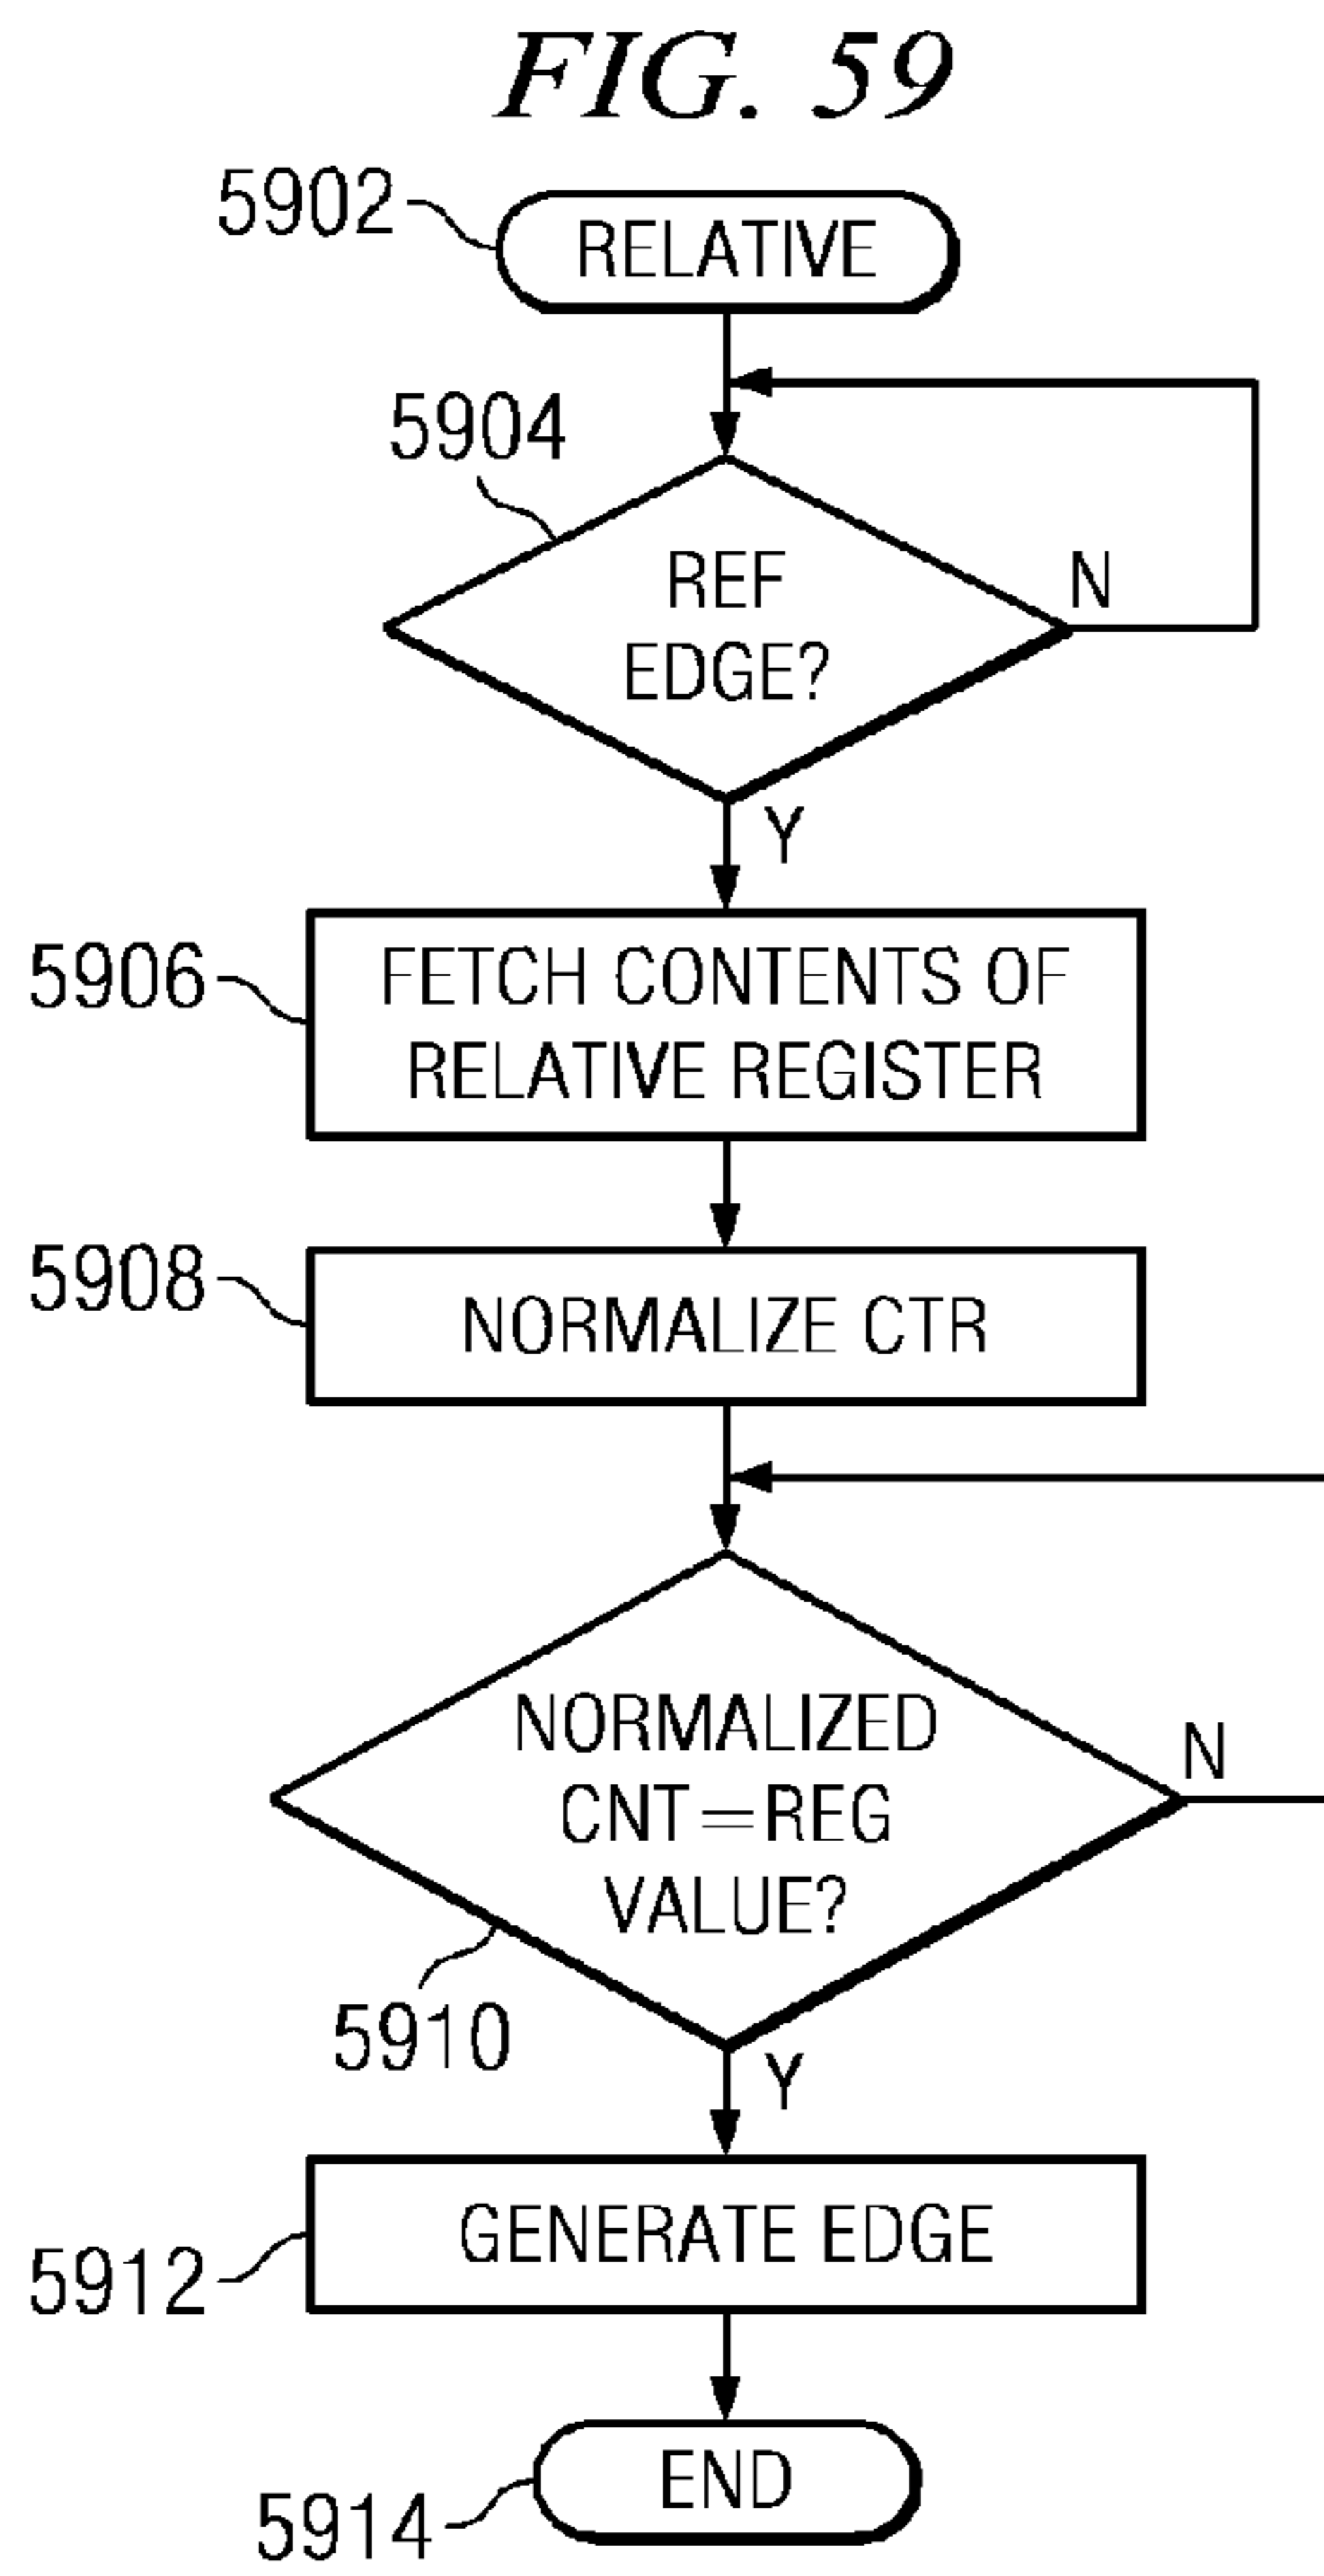 FIG. 59
5902
RELATIVE
5904
REF
EDGE?
N
Y
5906
FETCH CONTENTS OF
RELATIVE REGISTER
5908
NORMALIZE CTR
NORMALIZED
CNT=REG
VALUE?
N
5910
Y
GENERATE EDGE
5912
END
5914